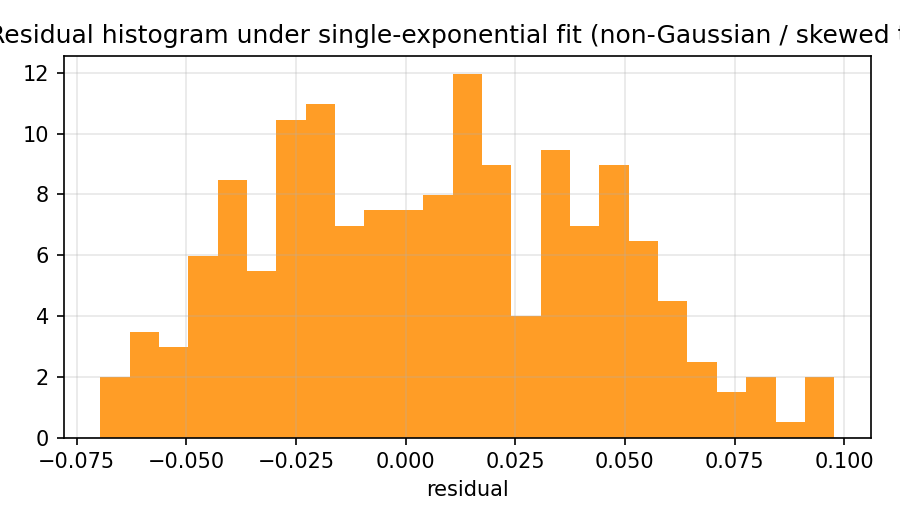 Residual histogram under single-exponential fit (non-Gaussian / skewed
12
10
8
6
4
2
0
−0.075 −0.050 −0.025 0.000 0.025 0.050 0.075 0.100
residual